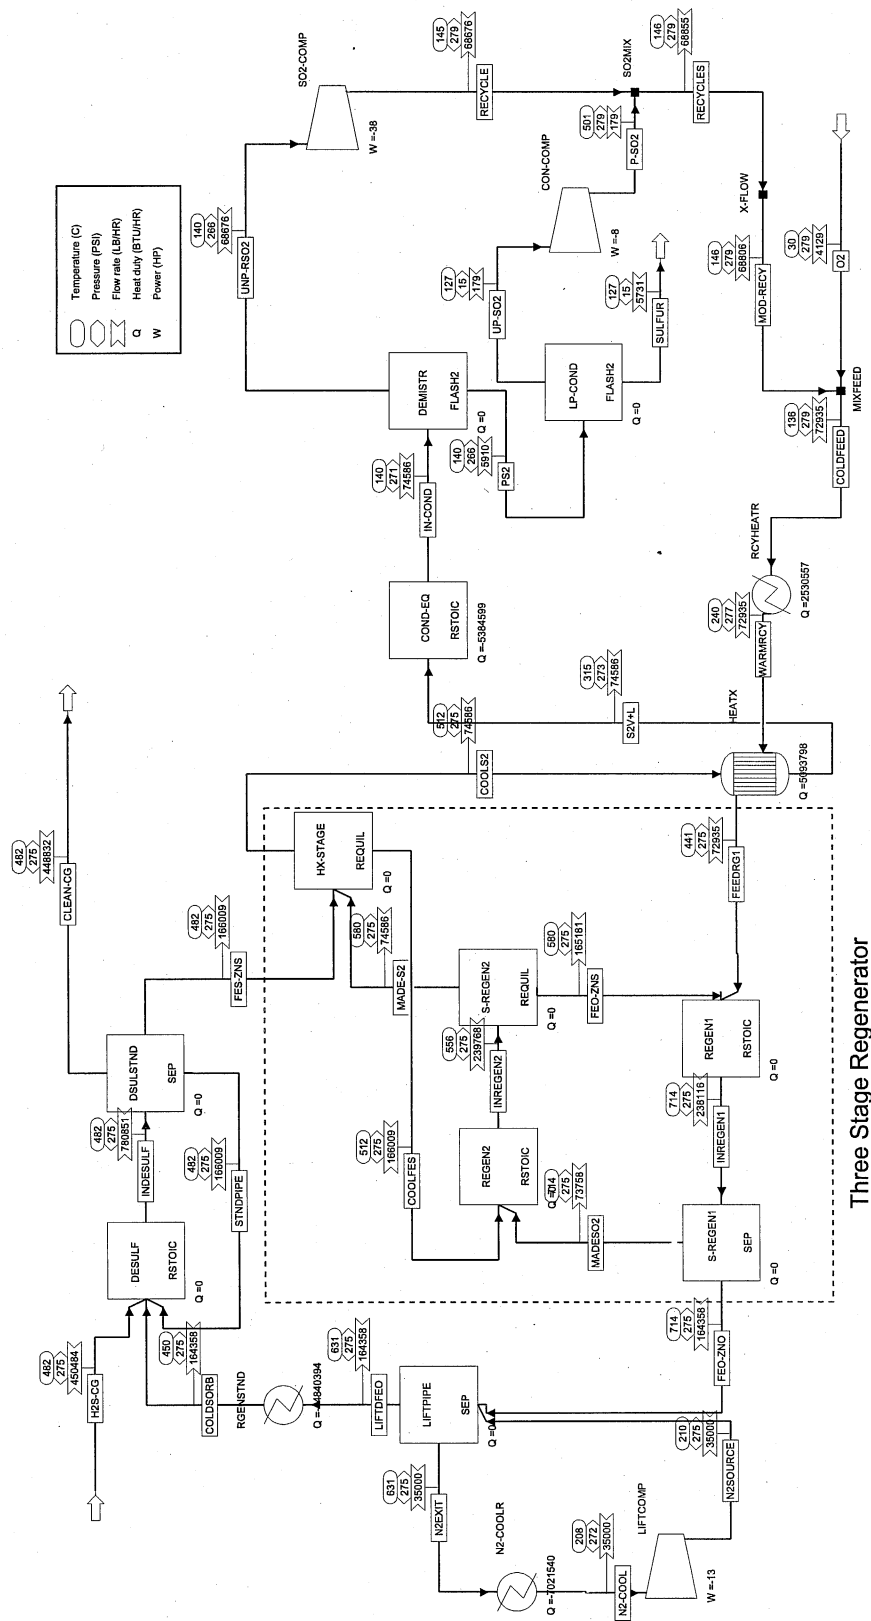 Temperature (C)
Pressure (PSI)
Flow rate (LB/HR)
Q Heat duty (BTU/HR)
W Power (HP)
482
275
450484
H2S-CG
450
275
164358
COLDSORB
RGENSTND
Q =-4840394
631
275
164358
LIFTDFEO
DESULF
RSTOIC
Q =0
482
275
780851
INDESULF
482
275
166009
STNDPIPE
DSULSTND
SEP
Q =0
482
275
448832
CLEAN-CG
482
275
166009
FES-ZNS
631
275
35000
N2EXIT
N2-COOLR
Q =-7021540
208
272
35000
N2-COOL
LIFTCOMP
W =-13
210
275
35000
N2SOURCE
LIFTPIPE
SEP
Q =0
714
275
164358
FEO-ZNO
HX-STAGE
REQUIL
Q =0
512
275
166009
COOLFES
580
275
74586
MADE-S2
REGEN2
RSTOIC
Q =0
714
275
73758
MADESO2
556
275
239768
INREGEN2
S-REGEN2
REQUIL
Q =0
580
275
165181
FEO-ZNS
S-REGEN1
SEP
Q =0
714
275
238116
INREGEN1
REGEN1
RSTOIC
Q =0
441
275
72935
FEEDRG1
512
275
74586
COOLS2
HEATX
Q =5093798
315
273
74586
S2V+L
COND-EQ
RSTOIC
Q =-5384599
140
271
74586
IN-COND
DEMISTR
FLASH2
Q =0
140
266
5910
PS2
140
266
68676
UNP-RSO2
SO2-COMP
W =-38
145
279
68676
RECYCLE
LP-COND
FLASH2
Q =0
127
15
179
UP-SO2
127
15
5731
SULFUR
CON-COMP
W =-8
501
279
179
P-SO2
SO2MIX
146
279
68855
RECYCLES
X-FLOW
146
279
68806
MOD-RECY
30
279
4129
O2
MIXFEED
136
279
72935
COLDFEED
RCYHEATR
Q =2530557
240
277
72935
WARMRCY
Three Stage Regenerator